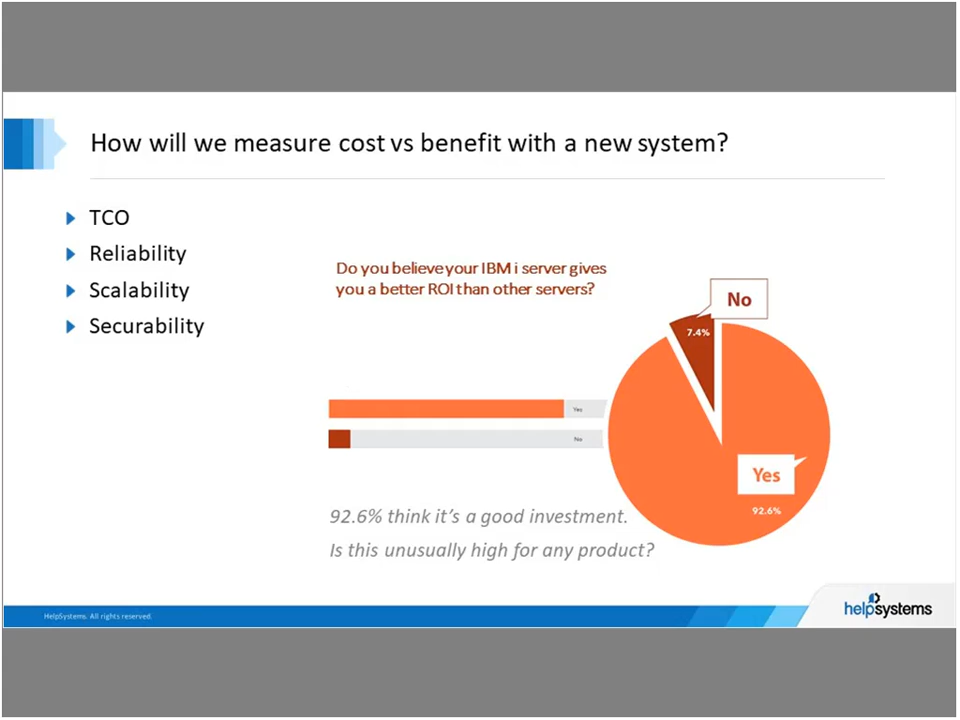 How will we measure cost vs benefit with a new system?
TCO
Reliability
Scalability
Securability
Do you believe your IBM i server gives
you a better ROI than other servers?
No
7.4%
Yes
No
Yes
92.6%
92.6% think it's a good investment.
Is this unusually high for any product?
HelpSystems. All rights reserved.
helpsystems